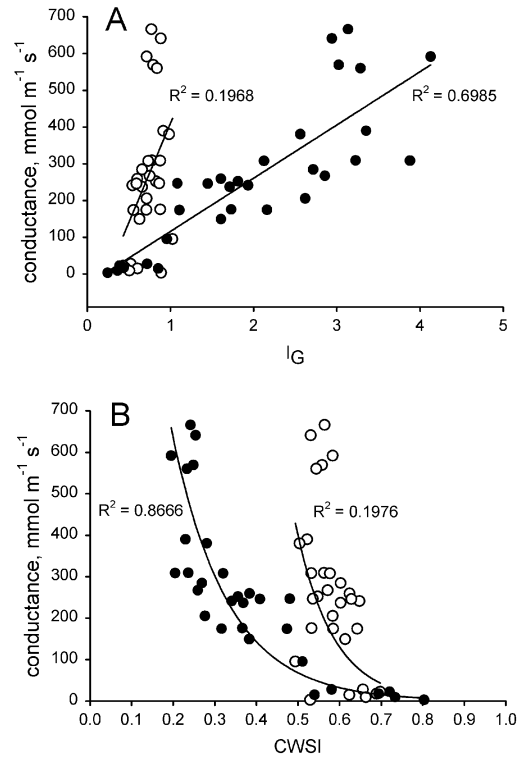 A
conductance, mmol m⁻¹ s⁻¹
700
600
500
400
300
200
100
0
R² = 0.1968
R² = 0.6985
0 1 2 3 4 5
I_G
B
conductance, mmol m⁻¹ s⁻¹
700
600
500
400
300
200
100
0
R² = 0.8666
R² = 0.1976
0.0 0.1 0.2 0.3 0.4 0.5 0.6 0.7 0.8 0.9 1.0
CWSI